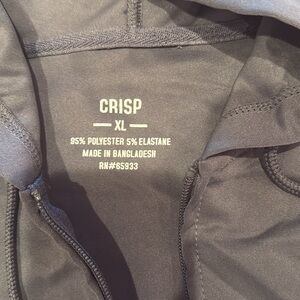 CRISP
XL
95% POLYESTER 5% ELASTANE
MADE IN BANGLADESH
RN#65933